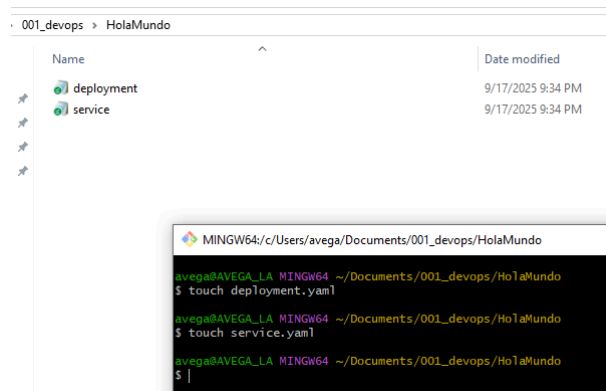 001_devops > HolaMundo
Name Date modified
deployment 9/17/2025 9:34 PM
service 9/17/2025 9:34 PM
MINGW64:/c/Users/avega/Documents/001_devops/HolaMundo
avega@AVEGA_LA MINGW64 ~/Documents/001_devops/HolaMundo
$ touch deployment.yaml
avega@AVEGA_LA MINGW64 ~/Documents/001_devops/HolaMundo
$ touch service.yaml
avega@AVEGA_LA MINGW64 ~/Documents/001_devops/HolaMundo
$